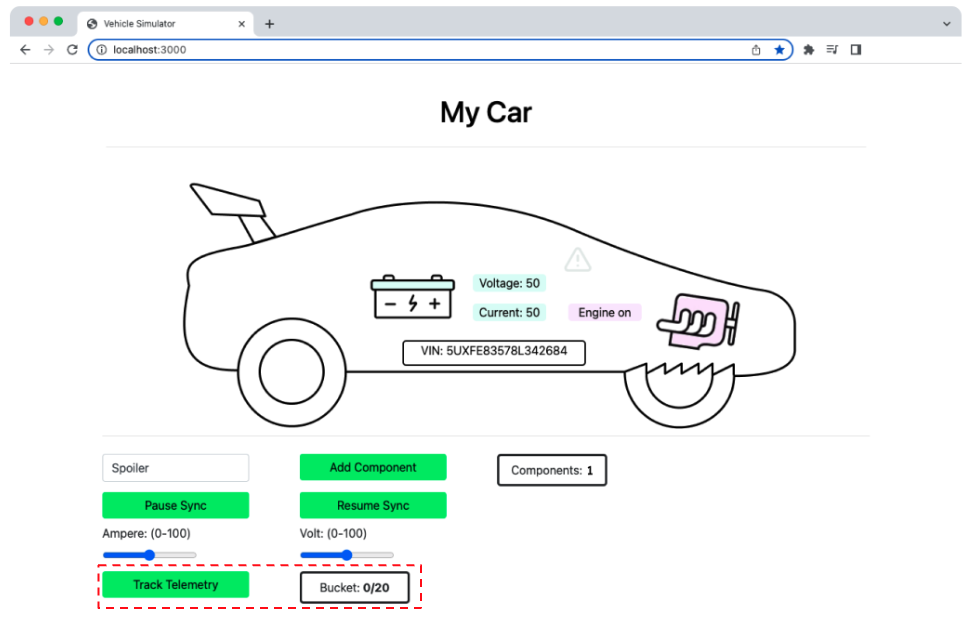 Vehicle Simulator
localhost:3000
My Car
Voltage: 50
Current: 50
Engine on
VIN: 5UXFE83578L342684
Spoiler
Add Component
Components: 1
Pause Sync
Resume Sync
Ampere: (0-100)
Volt: (0-100)
Track Telemetry
Bucket: 0/20